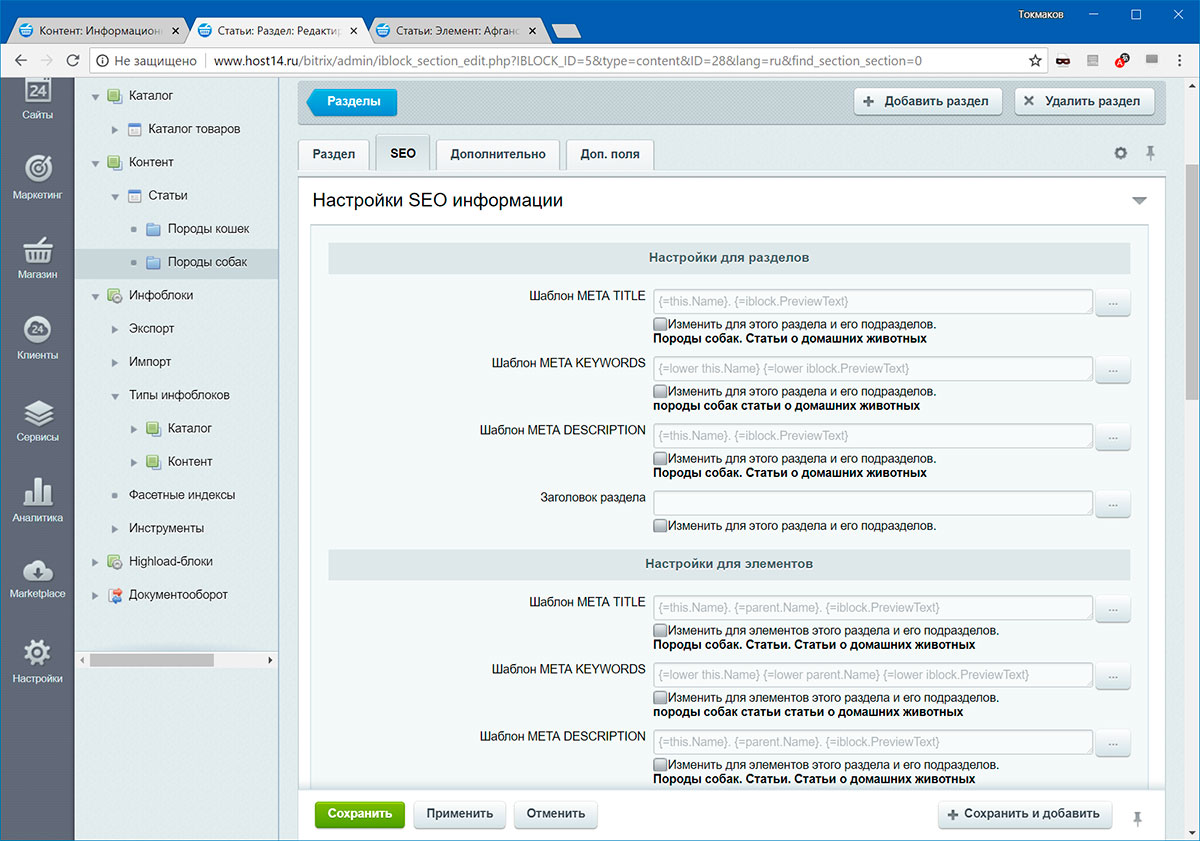 Токмаков
Контент: Информацион
Статьи: Раздел: Редактир
Статьи: Элемент: Афган
Не защищено
www.host14.ru/bitrix/admin/iblock_section_edit.php?IBLOCK_ID=5&type=content&ID=28&lang=ru&find_section_section=0
24
Сайты
Маркетинг
Магазин
24
Клиенты
Сервисы
Аналитика
Marketplace
Настройки
Каталог
Каталог товаров
Контент
Статьи
Породы кошек
Породы собак
Инфоблоки
Экспорт
Импорт
Типы инфоблоков
Каталог
Контент
Фасетные индексы
Инструменты
Highload-блоки
Документооборот
Разделы
Добавить раздел
Удалить раздел
Раздел
SEO
Дополнительно
Доп. поля
Настройки SEO информации
Настройки для разделов
Шаблон META TITLE
{=this.Name}. {=iblock.PreviewText}
...
Изменить для этого раздела и его подразделов.
Породы собак. Статьи о домашних животных
Шаблон META KEYWORDS
{=lower this.Name} {=lower iblock.PreviewText}
...
Изменить для этого раздела и его подразделов.
породы собак статьи о домашних животных
Шаблон META DESCRIPTION
{=this.Name}. {=iblock.PreviewText}
...
Изменить для этого раздела и его подразделов.
Породы собак. Статьи о домашних животных
Заголовок раздела
...
Изменить для этого раздела и его подразделов.
Настройки для элементов
Шаблон META TITLE
{=this.Name}. {=parent.Name}. {=iblock.PreviewText}
...
Изменить для элементов этого раздела и его подразделов.
Породы собак. Статьи. Статьи о домашних животных
Шаблон META KEYWORDS
{=lower this.Name} {=lower parent.Name} {=lower iblock.PreviewText}
...
Изменить для элементов этого раздела и его подразделов.
породы собак статьи статьи о домашних животных
Шаблон META DESCRIPTION
{=this.Name}. {=parent.Name}. {=iblock.PreviewText}
...
Изменить для элементов этого раздела и его подразделов.
Породы собак. Статьи. Статьи о домашних животных
Сохранить
Применить
Отменить
Сохранить и добавить